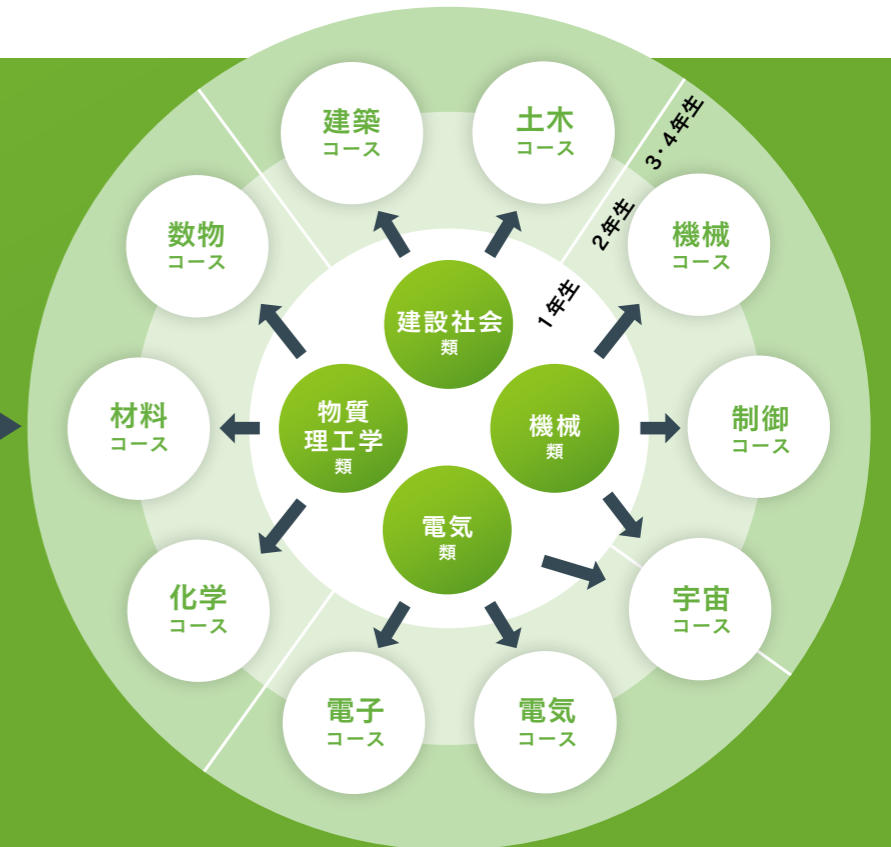 建築
コース
土木
コース
3・4年生
2年生
1年生
数物
コース
機械
コース
建設社会
類
材料
コース
物質
理工学
類
機械
類
制御
コース
電気
類
化学
コース
宇宙
コース
電子
コース
電気
コース